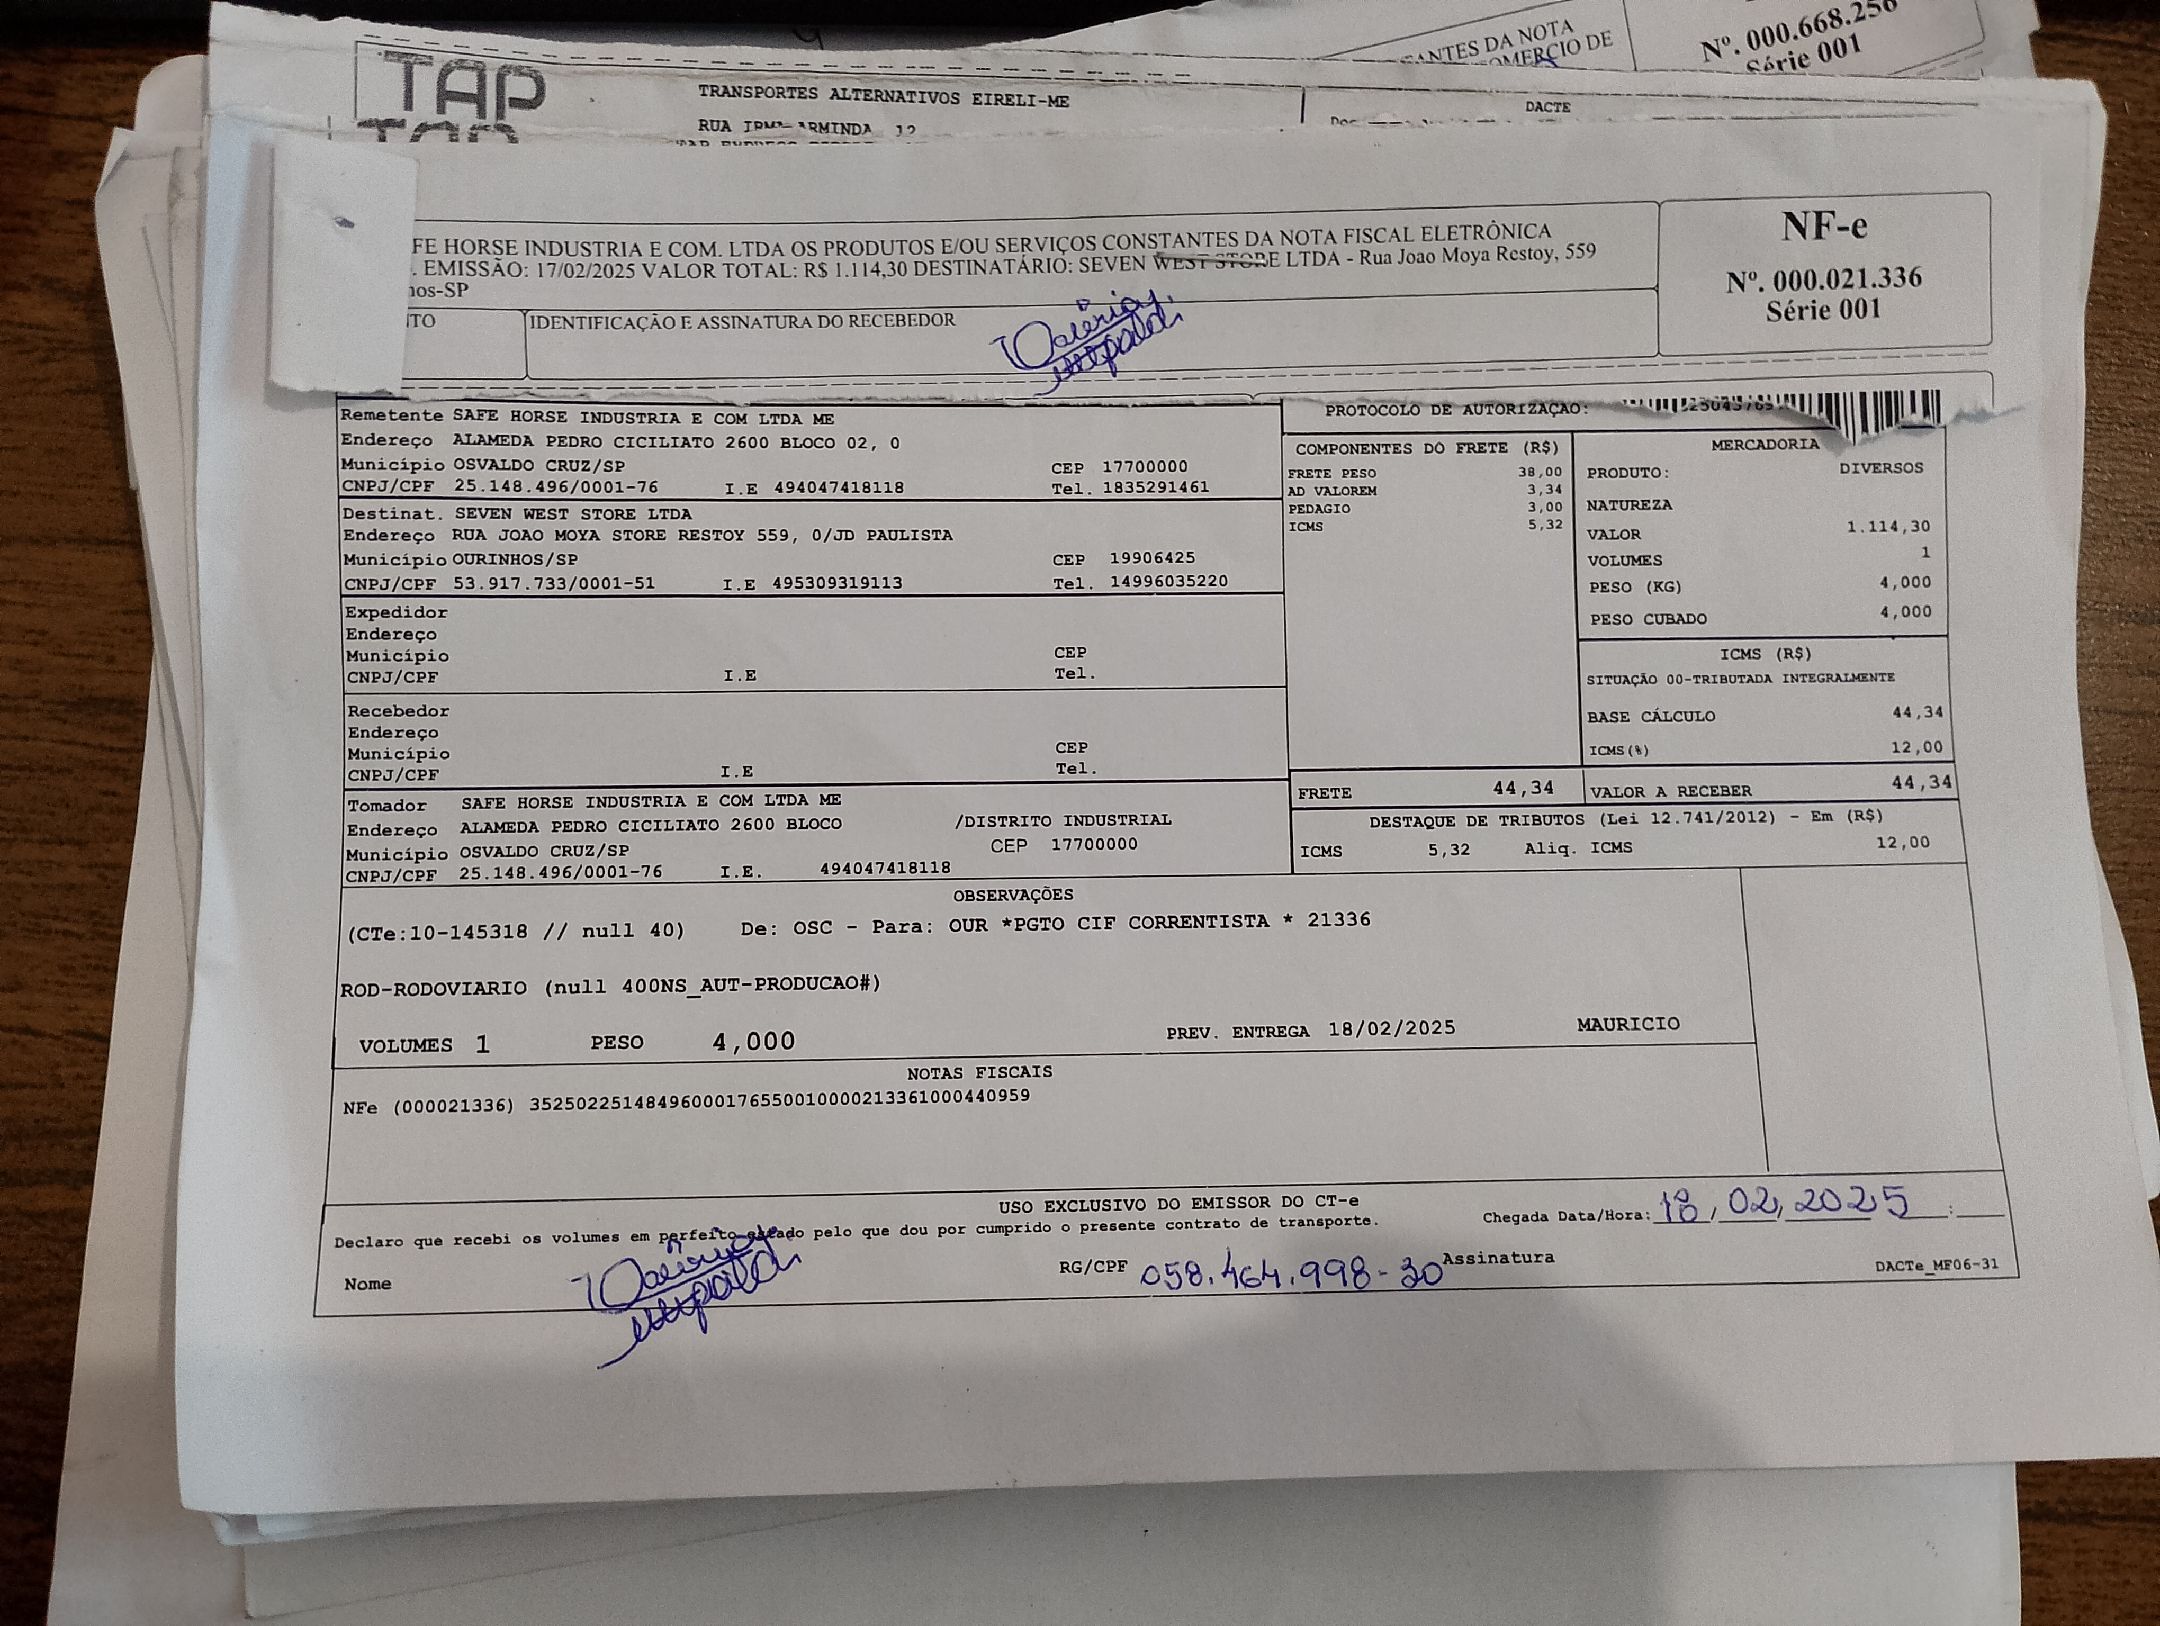 ANTES DA NOTA
OMERCIO DE
Nº. 000.668.256
Série 001
TAP
TRANSPORTES ALTERNATIVOS EIRELI-ME
DACTE
RUA IRMA ARMINDA 12
FE HORSE INDUSTRIA E COM. LTDA OS PRODUTOS E/OU SERVIÇOS CONSTANTES DA NOTA FISCAL ELETRÔNICA
. EMISSÃO: 17/02/2025 VALOR TOTAL: R$ 1.114,30 DESTINATÁRIO: SEVEN WEST STORE LTDA - Rua Joao Moya Restoy, 559
nos-SP
NF-e
Nº. 000.021.336
Série 001
NTO
IDENTIFICAÇÃO E ASSINATURA DO RECEBEDOR
Remetente SAFE HORSE INDUSTRIA E COM LTDA ME
Endereço ALAMEDA PEDRO CICILIATO 2600 BLOCO 02, 0
Município OSVALDO CRUZ/SP CEP 17700000
CNPJ/CPF 25.148.496/0001-76 I.E 494047418118 Tel. 1835291461
Destinat. SEVEN WEST STORE LTDA
Endereço RUA JOAO MOYA STORE RESTOY 559, 0/JD PAULISTA
Município OURINHOS/SP CEP 19906425
CNPJ/CPF 53.917.733/0001-51 I.E 495309319113 Tel. 14996035220
Expedidor
Endereço
Município CEP
CNPJ/CPF I.E Tel.
Recebedor
Endereço
Município CEP
CNPJ/CPF I.E Tel.
Tomador SAFE HORSE INDUSTRIA E COM LTDA ME
Endereço ALAMEDA PEDRO CICILIATO 2600 BLOCO /DISTRITO INDUSTRIAL
Município OSVALDO CRUZ/SP CEP 17700000
CNPJ/CPF 25.148.496/0001-76 I.E. 494047418118
PROTOCOLO DE AUTORIZAÇÃO:
COMPONENTES DO FRETE (R$)
FRETE PESO 38,00
AD VALOREM 3,34
PEDAGIO 3,00
ICMS 5,32
MERCADORIA
PRODUTO: DIVERSOS
NATUREZA
VALOR 1.114,30
VOLUMES 1
PESO (KG) 4,000
PESO CUBADO 4,000
ICMS (R$)
SITUAÇÃO 00-TRIBUTADA INTEGRALMENTE
BASE CÁLCULO 44,34
ICMS(%) 12,00
FRETE 44,34 VALOR A RECEBER 44,34
DESTAQUE DE TRIBUTOS (Lei 12.741/2012) - Em (R$)
ICMS 5,32 Aliq. ICMS 12,00
OBSERVAÇÕES
(CTe:10-145318 // null 40) De: OSC - Para: OUR *PGTO CIF CORRENTISTA * 21336
ROD-RODOVIARIO (null 400NS_AUT-PRODUCAO#)
VOLUMES 1 PESO 4,000 PREV. ENTREGA 18/02/2025 MAURICIO
NOTAS FISCAIS
NFe (000021336) 35250225148496000176550010000213361000440959
USO EXCLUSIVO DO EMISSOR DO CT-e
Declaro que recebi os volumes em perfeito estado pelo que dou por cumprido o presente contrato de transporte.
Chegada Data/Hora: 18/02/2025 :
Nome RG/CPF 058.464.998-30 Assinatura
DACTe_MF06-31